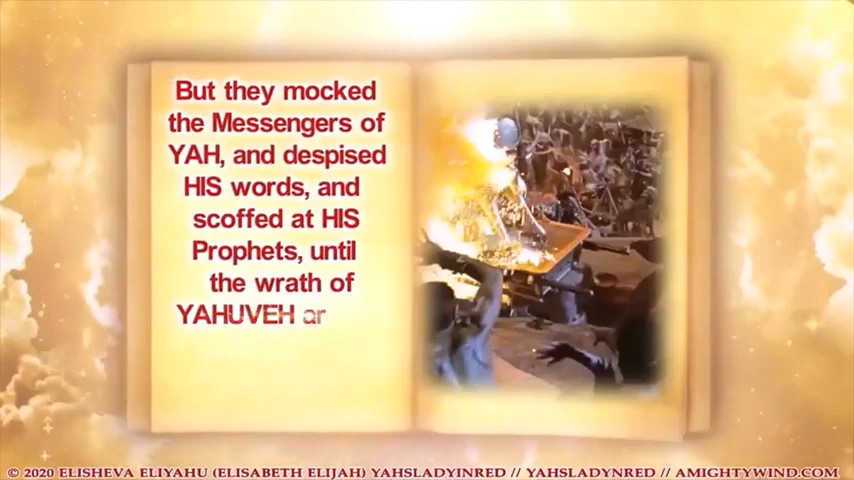 But they mocked
the Messengers of
YAH, and despised
HIS words, and
scoffed at HIS
Prophets, until
the wrath of
YAHUVEH ar
© 2020 ELISHEVA ELIYAHU (ELISABETH ELIJAH) YAHSLADYINRED // YAHSLADYNRED // AMIGHTYWIND.COM